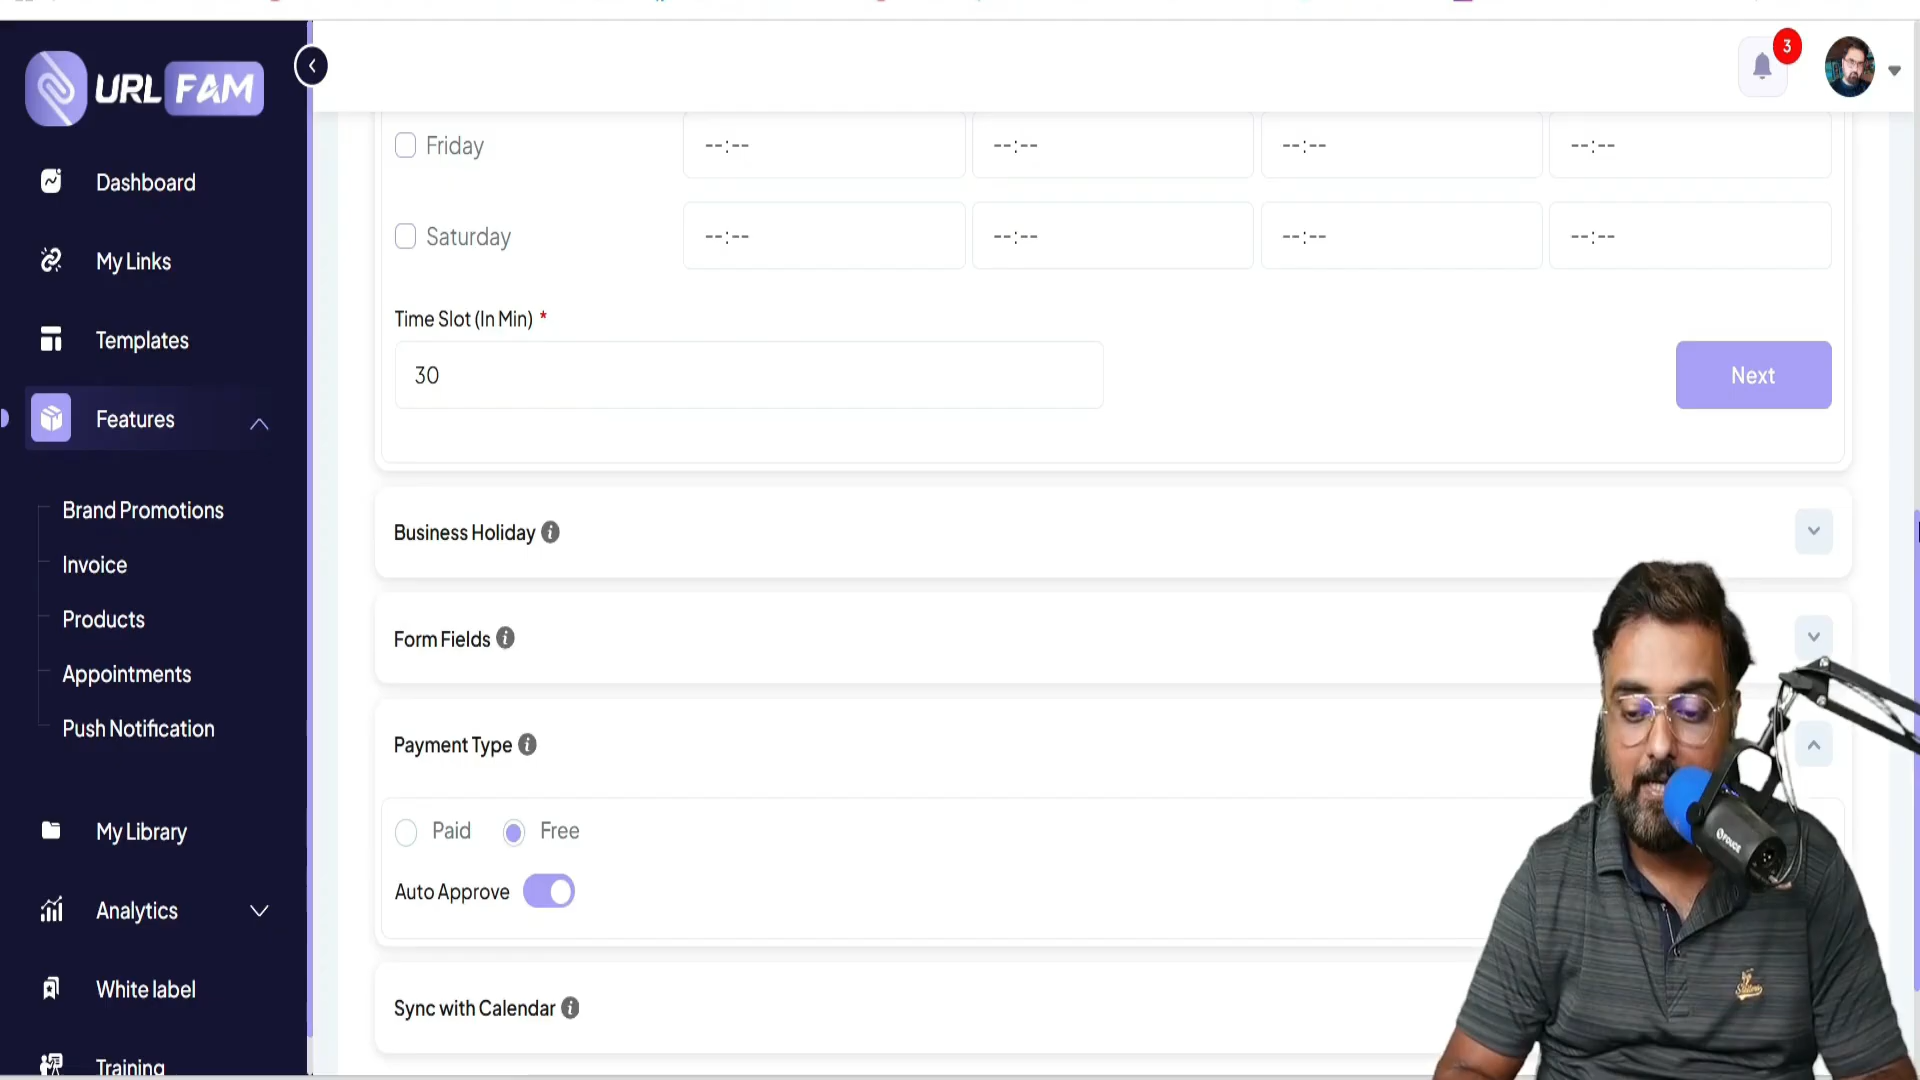 URL FAM
3
Dashboard
My Links
Templates
Features
Brand Promotions
Invoice
Products
Appointments
Push Notification
My Library
Analytics
White label
Training
Friday --:-- --:-- --:-- --:--
Saturday --:-- --:-- --:-- --:--
Time Slot (In Min) *
30
Next
Business Holiday
Form Fields
Payment Type
Paid Free
Auto Approve
Sync with Calendar